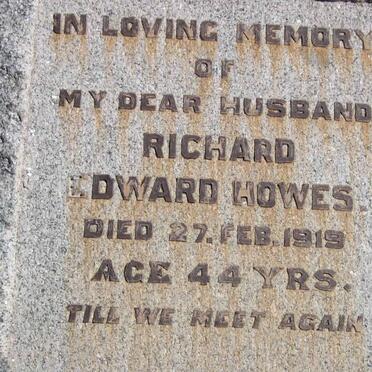 IN LOVING MEMORY
OF
MY DEAR HUSBAND
RICHARD
EDWARD HOWES.
DIED 27. FEB. 1919
AGE 44 YRS.
TILL WE MEET AGAIN